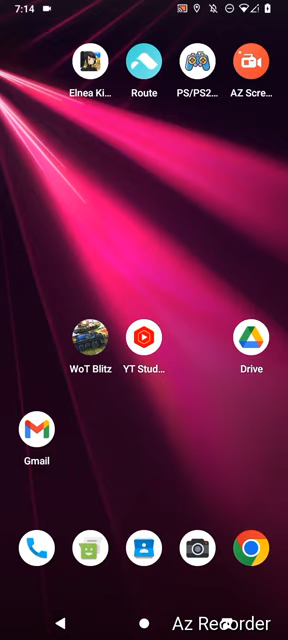 7:14
Elnea Ki... Route PS/PS2... AZ Scre...
WoT Blitz YT Stud... Drive
Gmail
Az Recorder